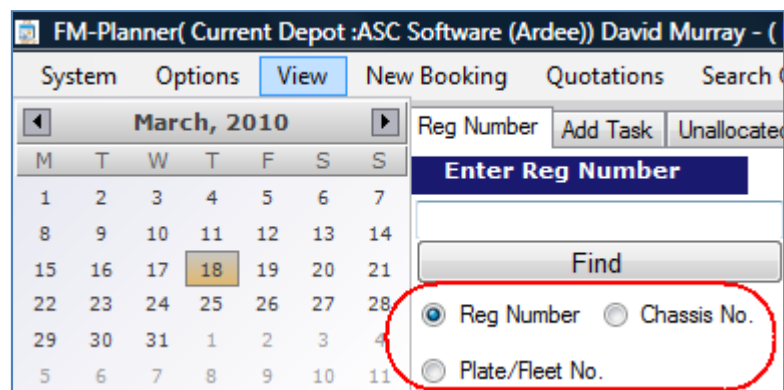 FM-Planner( Current Depot :ASC Software (Ardee)) David Murray - (
System Options View New Booking Quotations Search
March, 2010
M T W T F S S
1 2 3 4 5 6 7
8 9 10 11 12 13 14
15 16 17 18 19 20 21
22 23 24 25 26 27 28
29 30 31 1 2 3 4
5 6 7 8 9 10 11
Reg Number Add Task Unallocated
Enter Reg Number
Find
Reg Number Chassis No.
Plate/Fleet No.